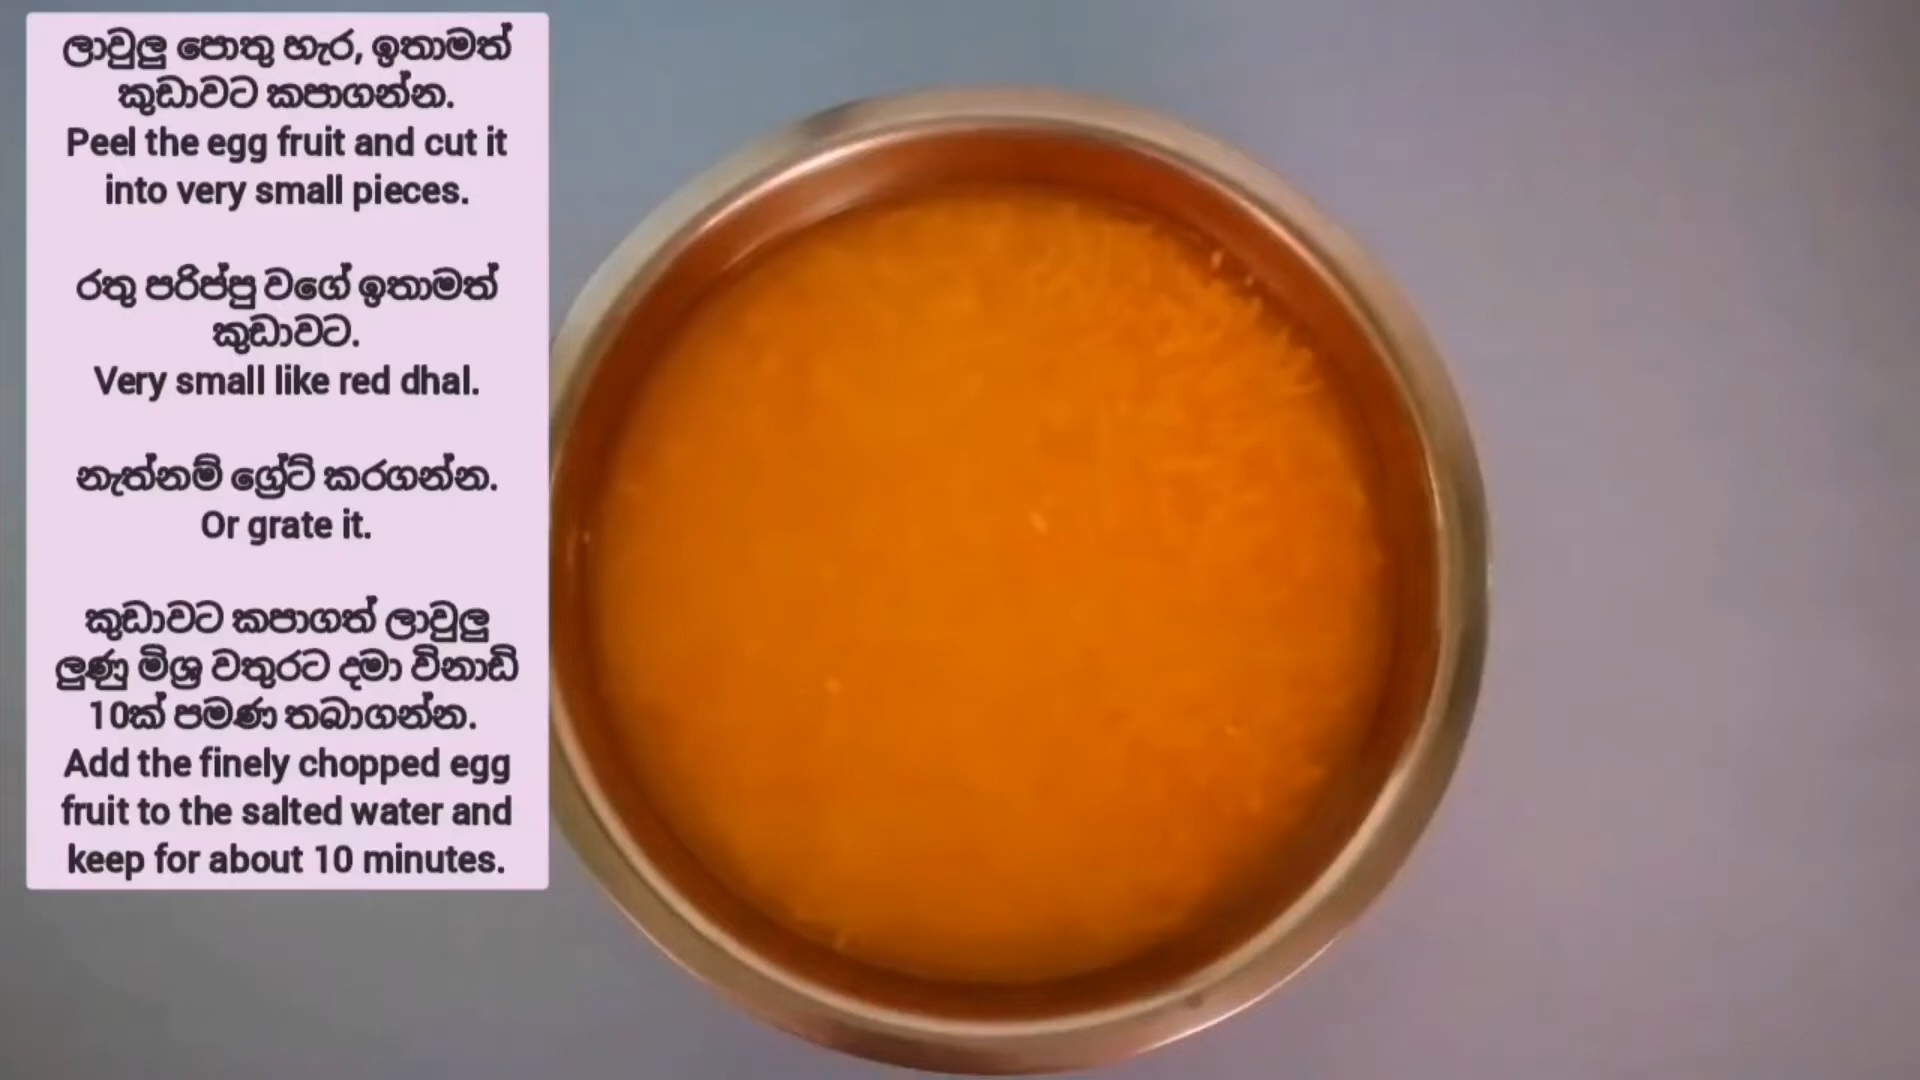 ලාවුලු පොතු හැර, ඉතාමත්
කුඩාවට කපාගන්න.
Peel the egg fruit and cut it
into very small pieces.
රතු පරිප්පු වගේ ඉතාමත්
කුඩාවට.
Very small like red dhal.
නැත්නම් ග්‍රේට් කරගන්න.
Or grate it.
කුඩාවට කපාගත් ලාවුලු
ලුණු මිශ්‍ර වතුරට දමා විනාඩි
10ක් පමණ තබාගන්න.
Add the finely chopped egg
fruit to the salted water and
keep for about 10 minutes.